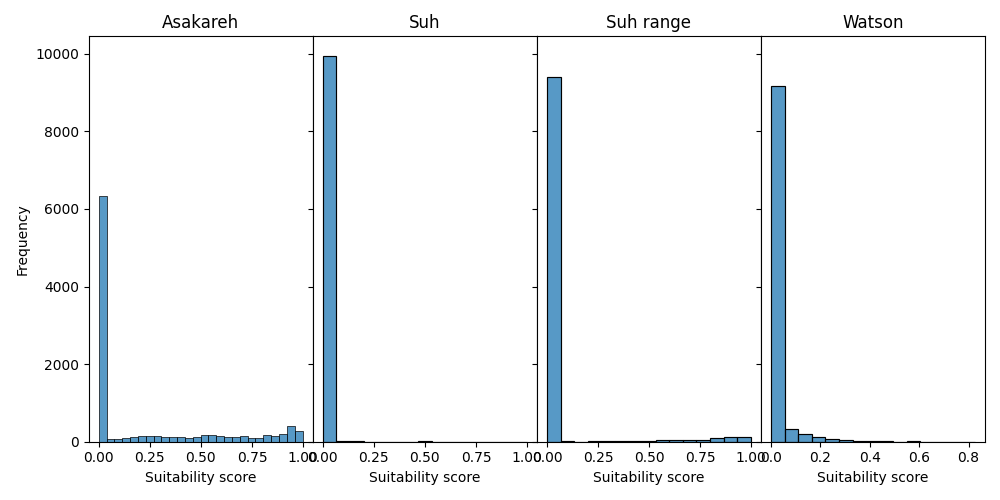 Asakareh Suh Suh range Watson
Frequency
10000
8000
6000
4000
2000
0
0.00 0.25 0.50 0.75 1.00 0.00 0.25 0.50 0.75 1.00 0.00 0.25 0.50 0.75 1.00 0.0 0.2 0.4 0.6 0.8
Suitability score Suitability score Suitability score Suitability score